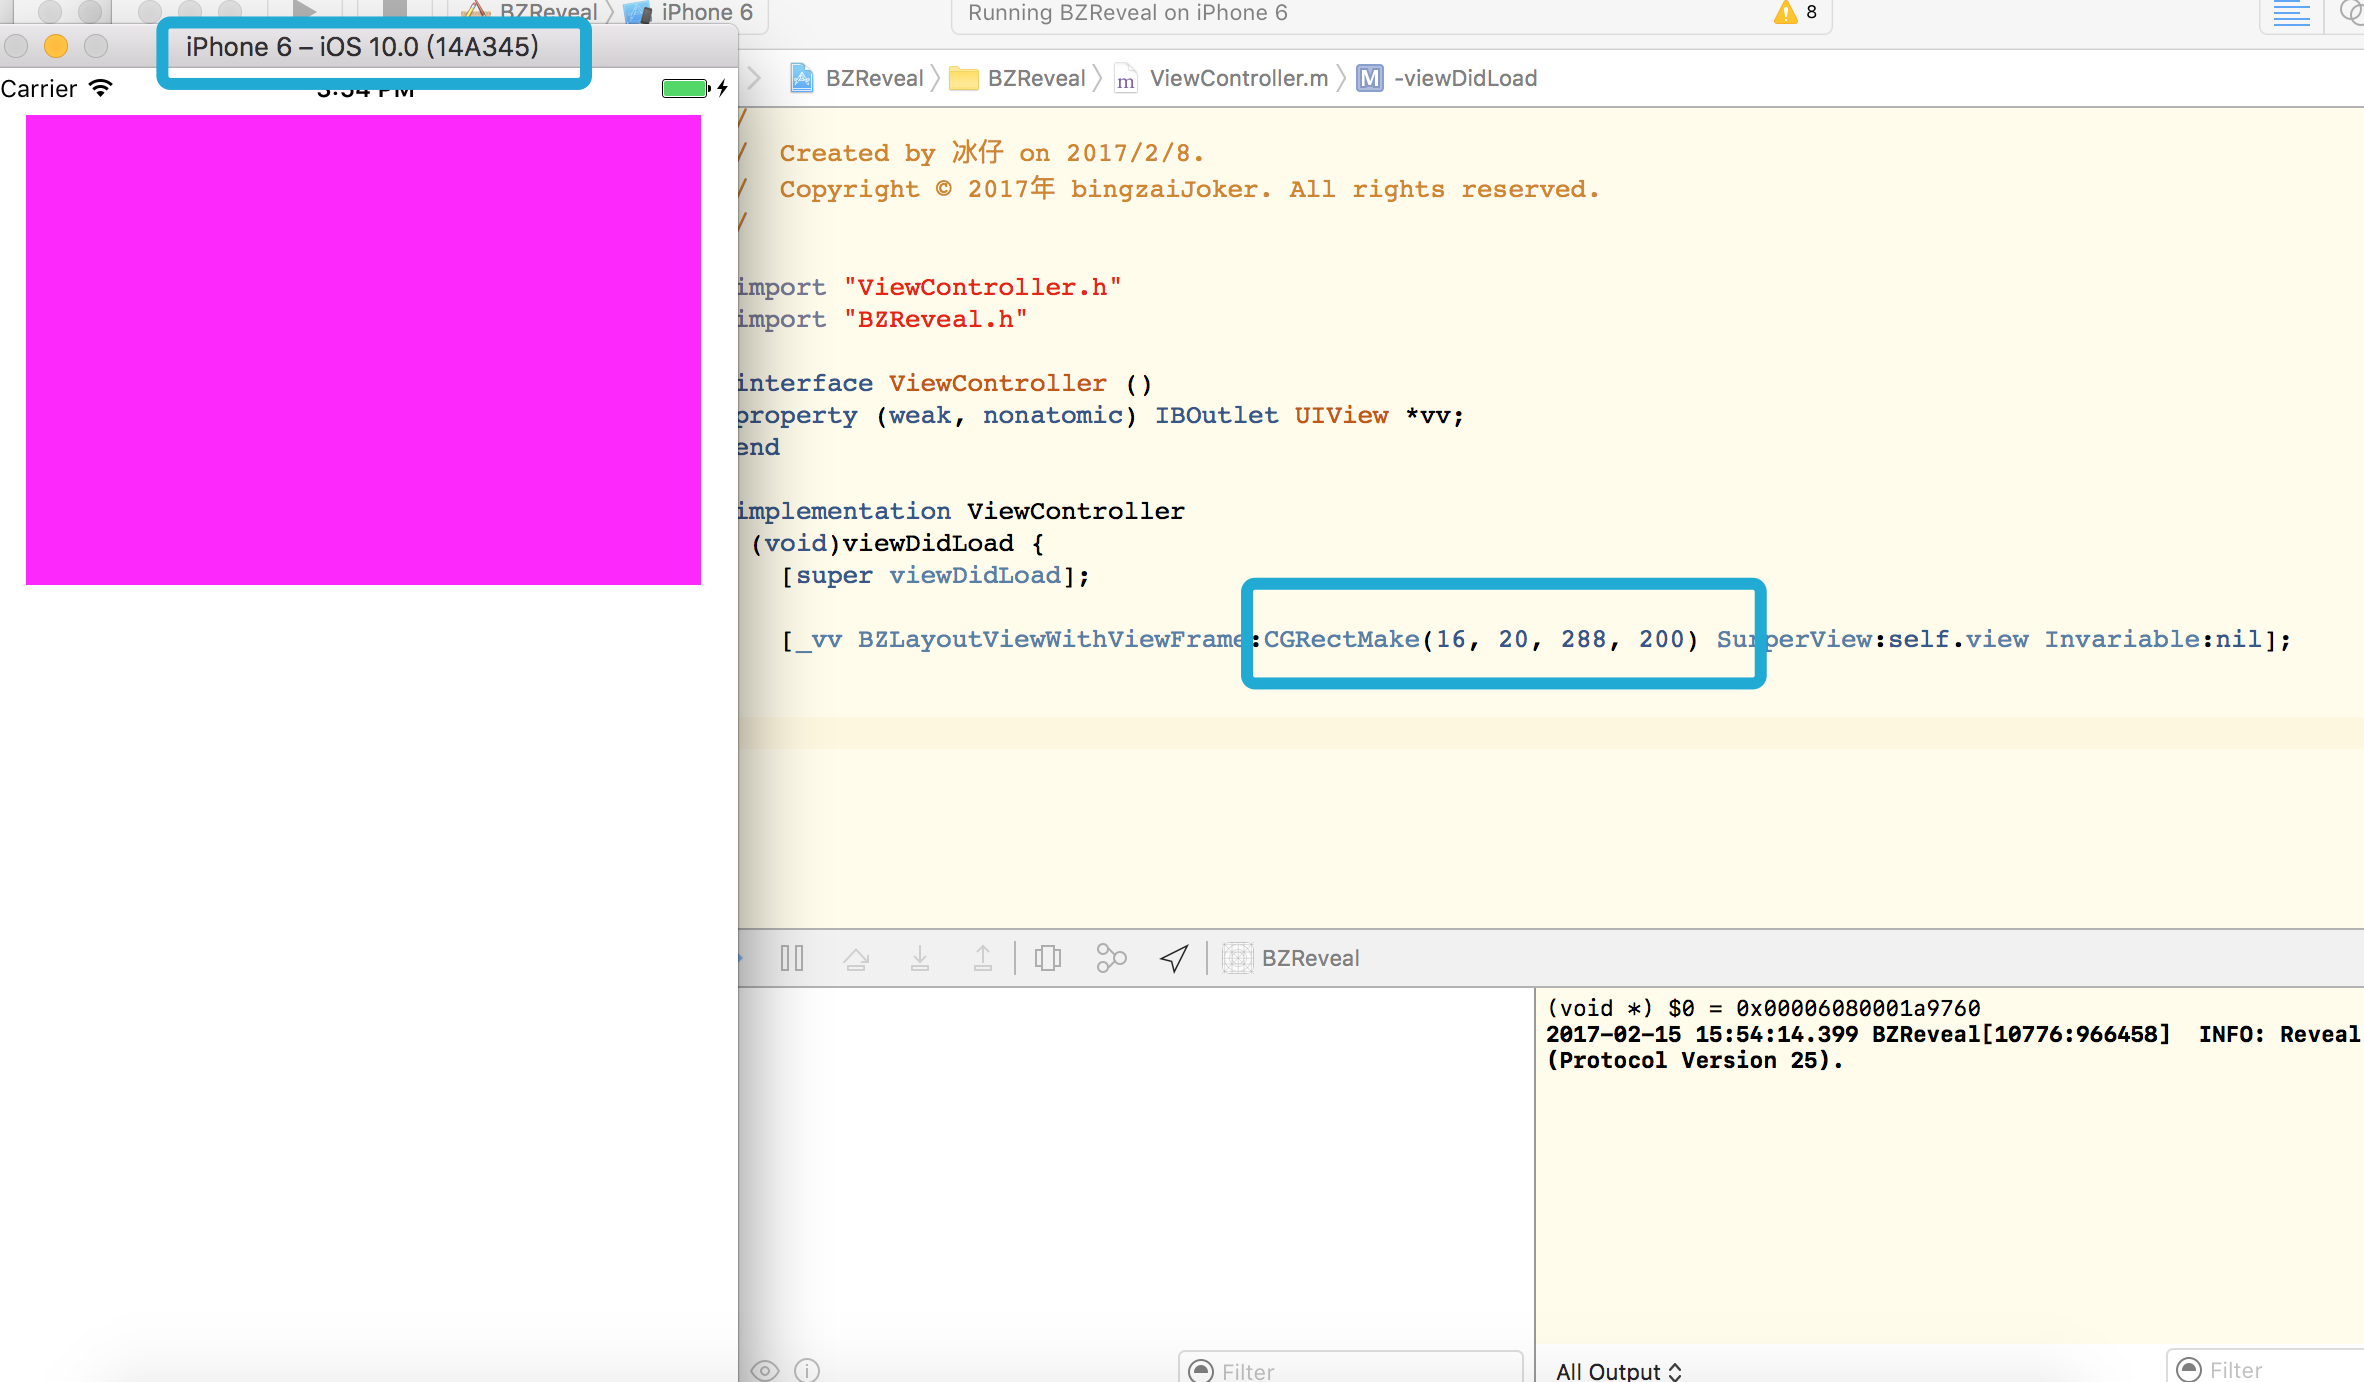 BZReveal iPhone 6
Running BZReveal on iPhone 6
8
iPhone 6 – iOS 10.0 (14A345)
Carrier
3:54 PM
BZReveal BZReveal ViewController.m M -viewDidLoad
/
/ Created by 冰仔 on 2017/2/8.
/ Copyright © 2017年 bingzaiJoker. All rights reserved.
/
import "ViewController.h"
import "BZReveal.h"
interface ViewController ()
property (weak, nonatomic) IBOutlet UIView *vv;
end
implementation ViewController
(void)viewDidLoad {
[super viewDidLoad];
[_vv BZLayoutViewWithViewFrame:CGRectMake(16, 20, 288, 200) SurperView:self.view Invariable:nil];
BZReveal
(void *) $0 = 0x00006080001a9760
2017-02-15 15:54:14.399 BZReveal[10776:966458] INFO: Reveal
(Protocol Version 25).
Filter
All Output
Filter